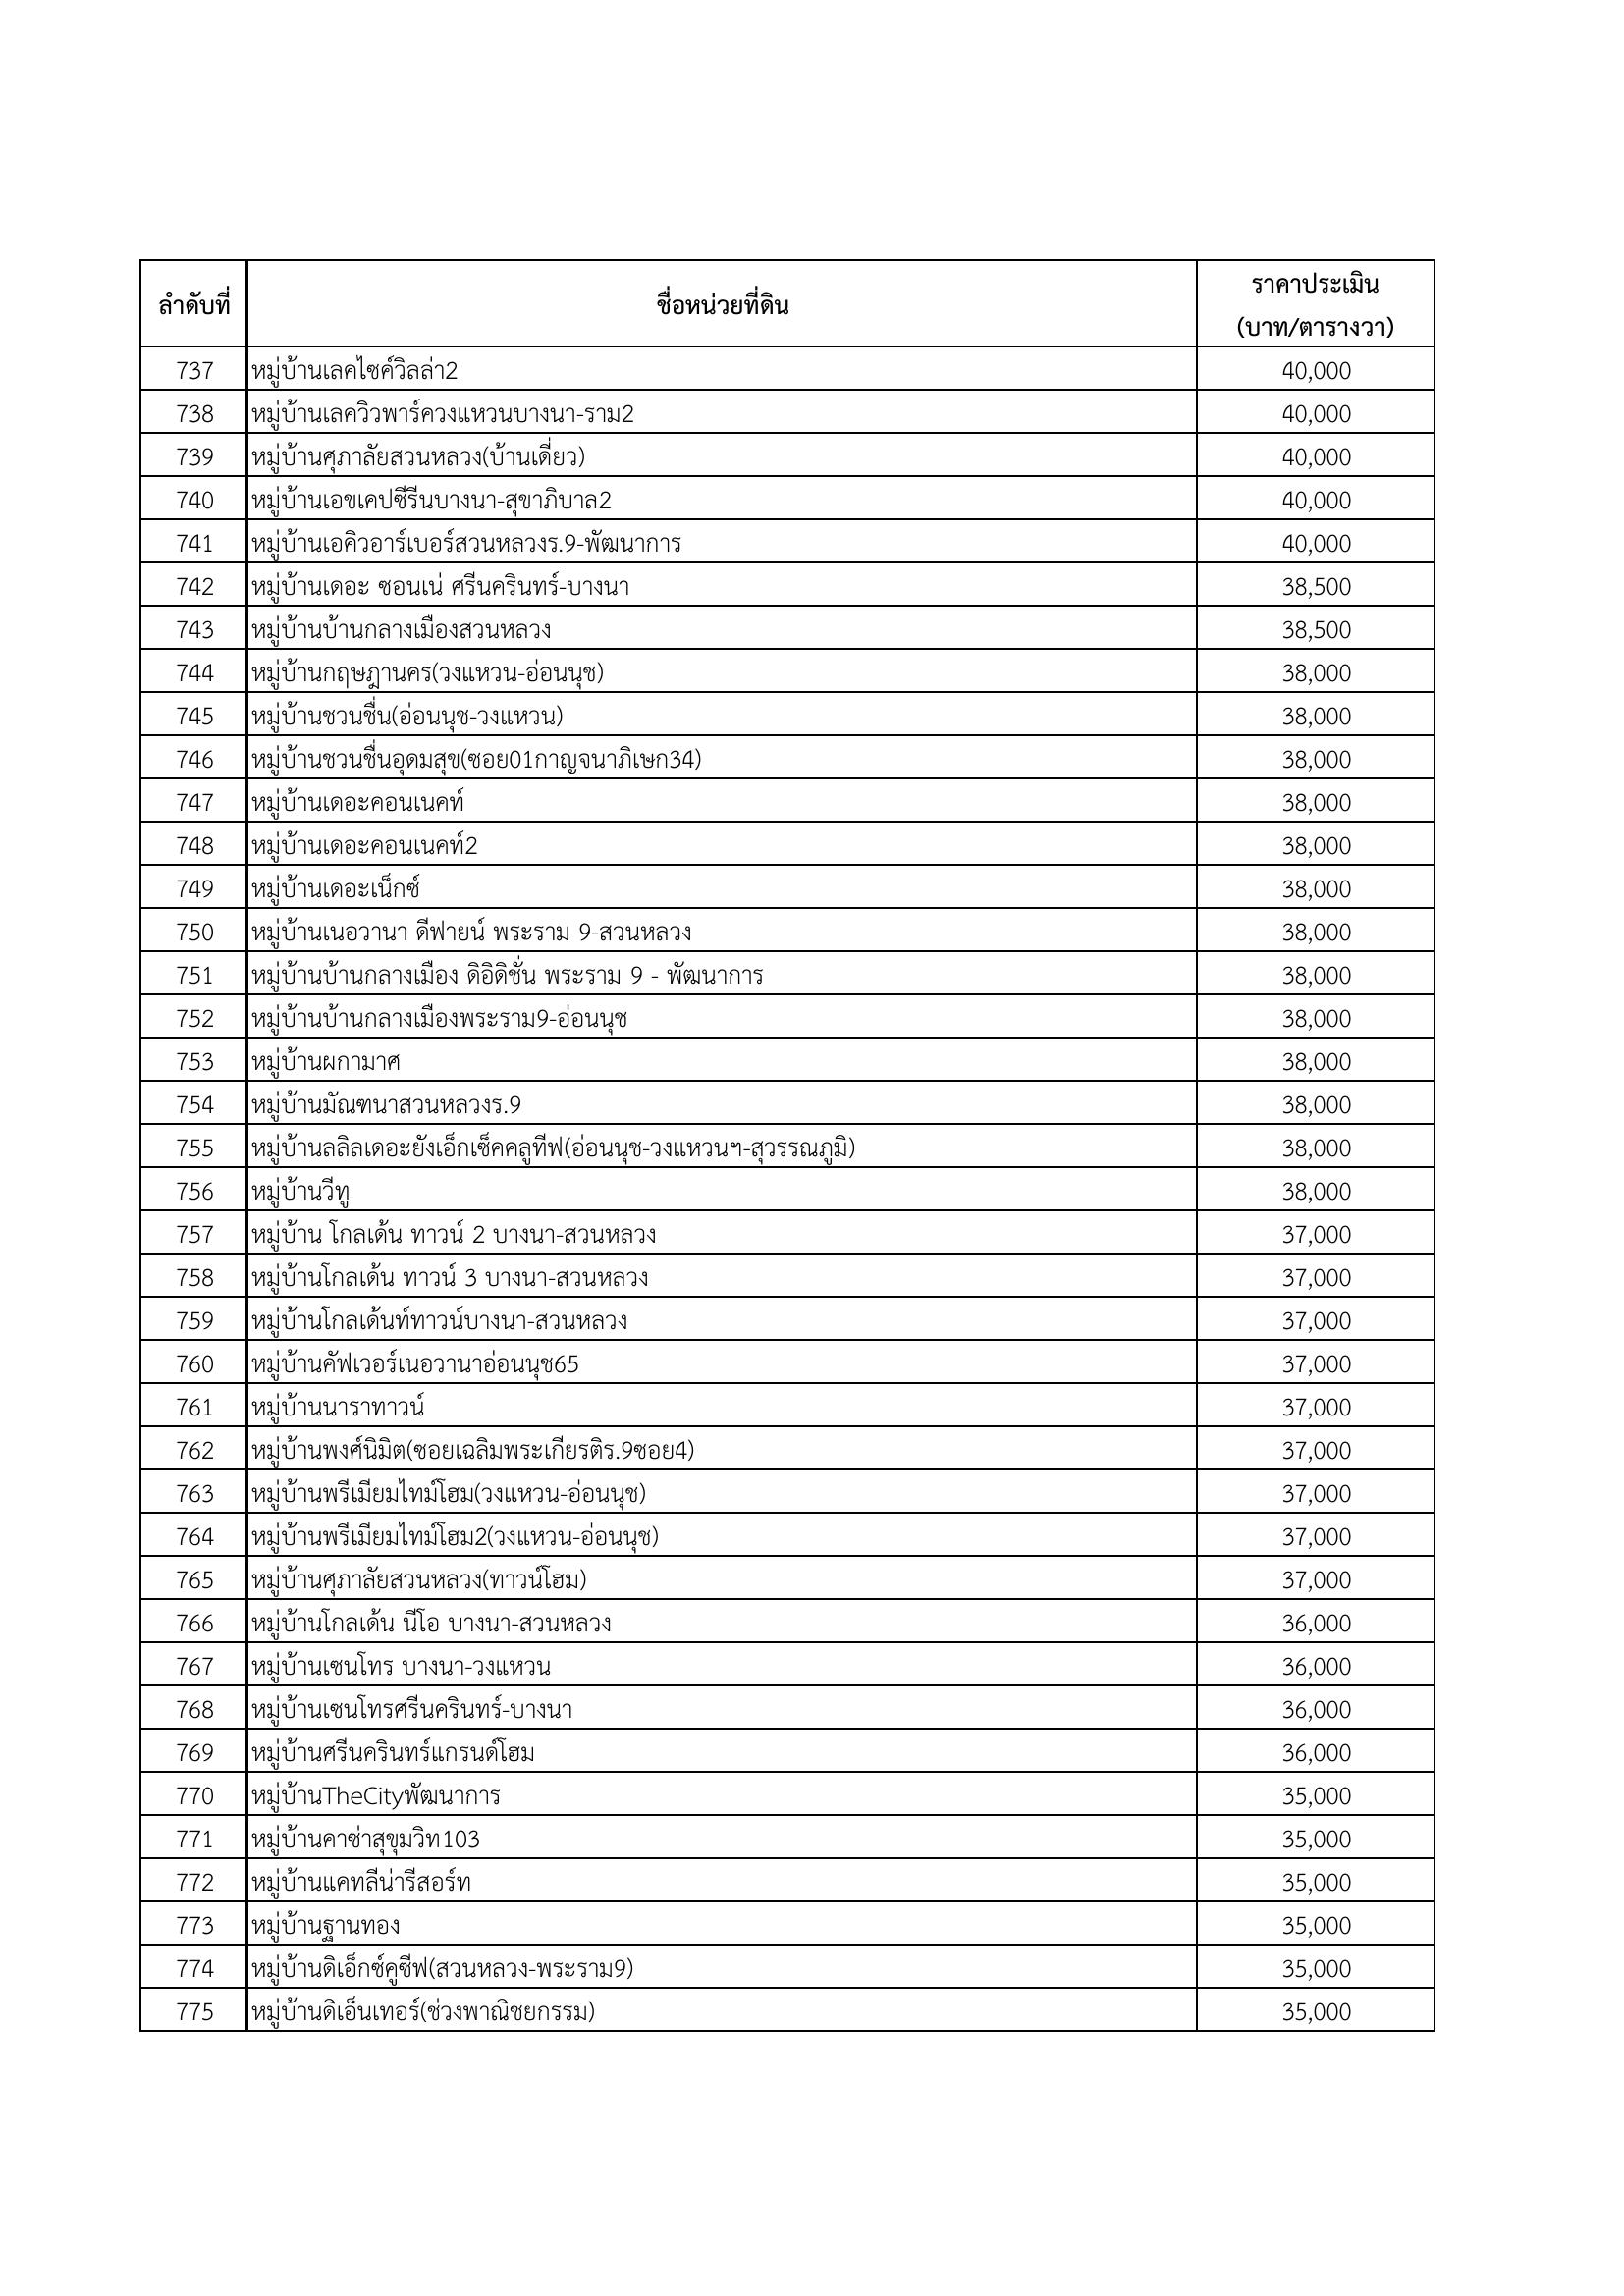 ลำดับที่ ชื่อหน่วยที่ดิน ราคาประเมิน
(บาท/ตารางวา)
737 หมู่บ้านเลคไซค์วิลล่า2 40,000
738 หมู่บ้านเลควิวพาร์ควงแหวนบางนา-ราม2 40,000
739 หมู่บ้านศุภาลัยสวนหลวง(บ้านเดี่ยว) 40,000
740 หมู่บ้านเอขเคปซีรีนบางนา-สุขาภิบาล2 40,000
741 หมู่บ้านเอคิวอาร์เบอร์สวนหลวงร.9-พัฒนาการ 40,000
742 หมู่บ้านเดอะ ซอนเน่ ศรีนครินทร์-บางนา 38,500
743 หมู่บ้านบ้านกลางเมืองสวนหลวง 38,500
744 หมู่บ้านกฤษฎานคร(วงแหวน-อ่อนนุช) 38,000
745 หมู่บ้านชวนชื่น(อ่อนนุช-วงแหวน) 38,000
746 หมู่บ้านชวนชื่นอุดมสุข(ซอย01กาญจนาภิเษก34) 38,000
747 หมู่บ้านเดอะคอนเนคท์ 38,000
748 หมู่บ้านเดอะคอนเนคท์2 38,000
749 หมู่บ้านเดอะเน็กซ์ 38,000
750 หมู่บ้านเนอวานา ดีฟายน์ พระราม 9-สวนหลวง 38,000
751 หมู่บ้านบ้านกลางเมือง ดิอิดิชั่น พระราม 9 - พัฒนาการ 38,000
752 หมู่บ้านบ้านกลางเมืองพระราม9-อ่อนนุช 38,000
753 หมู่บ้านผกามาศ 38,000
754 หมู่บ้านมัณฑนาสวนหลวงร.9 38,000
755 หมู่บ้านลลิลเดอะยังเอ็กเซ็คคลูทีฟ(อ่อนนุช-วงแหวนฯ-สุวรรณภูมิ) 38,000
756 หมู่บ้านวีทู 38,000
757 หมู่บ้าน โกลเด้น ทาวน์ 2 บางนา-สวนหลวง 37,000
758 หมู่บ้านโกลเด้น ทาวน์ 3 บางนา-สวนหลวง 37,000
759 หมู่บ้านโกลเด้นท์ทาวน์บางนา-สวนหลวง 37,000
760 หมู่บ้านคัฟเวอร์เนอวานาอ่อนนุช65 37,000
761 หมู่บ้านนาราทาวน์ 37,000
762 หมู่บ้านพงศ์นิมิต(ซอยเฉลิมพระเกียรติร.9ซอย4) 37,000
763 หมู่บ้านพรีเมียมไทม์โฮม(วงแหวน-อ่อนนุช) 37,000
764 หมู่บ้านพรีเมียมไทม์โฮม2(วงแหวน-อ่อนนุช) 37,000
765 หมู่บ้านศุภาลัยสวนหลวง(ทาวน์โฮม) 37,000
766 หมู่บ้านโกลเด้น นีโอ บางนา-สวนหลวง 36,000
767 หมู่บ้านเซนโทร บางนา-วงแหวน 36,000
768 หมู่บ้านเซนโทรศรีนครินทร์-บางนา 36,000
769 หมู่บ้านศรีนครินทร์แกรนด์โฮม 36,000
770 หมู่บ้านTheCityพัฒนาการ 35,000
771 หมู่บ้านคาซ่าสุขุมวิท103 35,000
772 หมู่บ้านแคทลีน่ารีสอร์ท 35,000
773 หมู่บ้านฐานทอง 35,000
774 หมู่บ้านดิเอ็กซ์คูซีฟ(สวนหลวง-พระราม9) 35,000
775 หมู่บ้านดิเอ็นเทอร์(ช่วงพาณิชยกรรม) 35,000